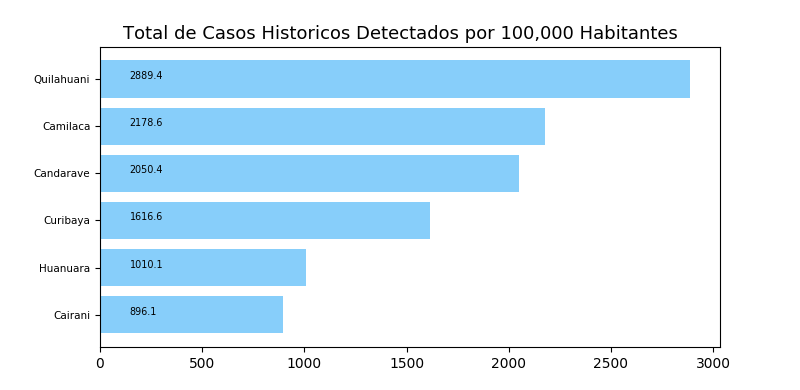 Total de Casos Historicos Detectados por 100,000 Habitantes
Quilahuani 2889.4
Camilaca 2178.6
Candarave 2050.4
Curibaya 1616.6
Huanuara 1010.1
Cairani 896.1
0 500 1000 1500 2000 2500 3000